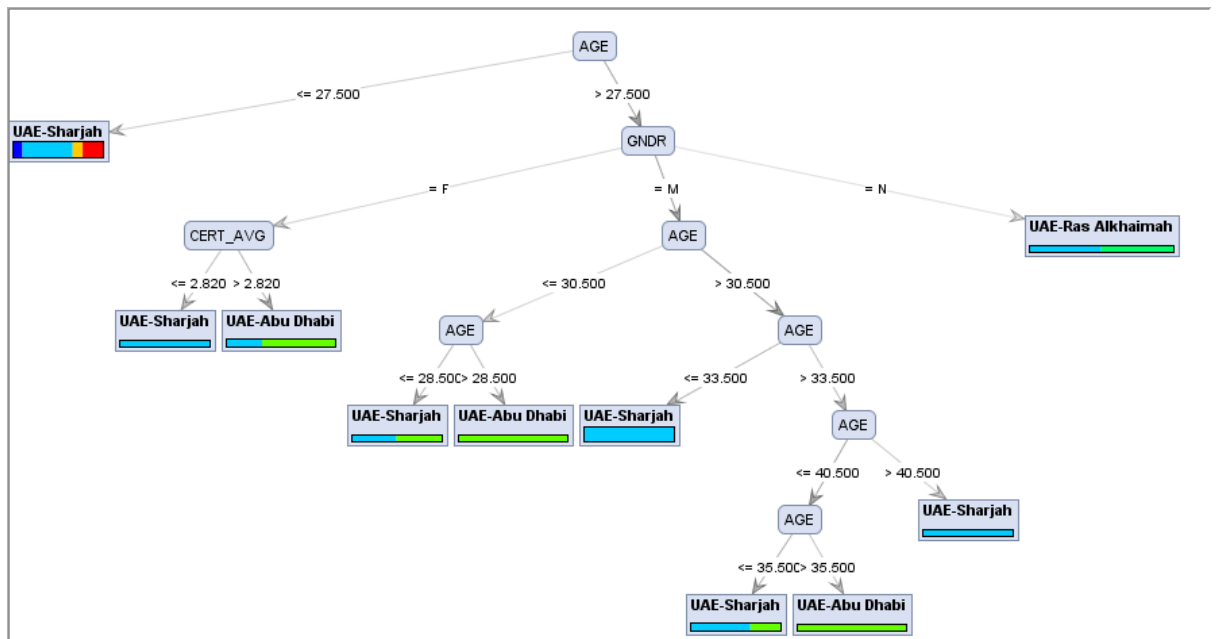 AGE
<= 27.500
> 27.500
UAE-Sharjah
GNDR
= F
= M
= N
CERT_AVG
AGE
UAE-Ras Alkhaimah
<= 2.820
> 2.820
<= 30.500
> 30.500
UAE-Sharjah
UAE-Abu Dhabi
AGE
AGE
<= 28.500
> 28.500
<= 33.500
> 33.500
UAE-Sharjah
UAE-Abu Dhabi
UAE-Sharjah
AGE
<= 40.500
> 40.500
AGE
UAE-Sharjah
<= 35.500
> 35.500
UAE-Sharjah
UAE-Abu Dhabi